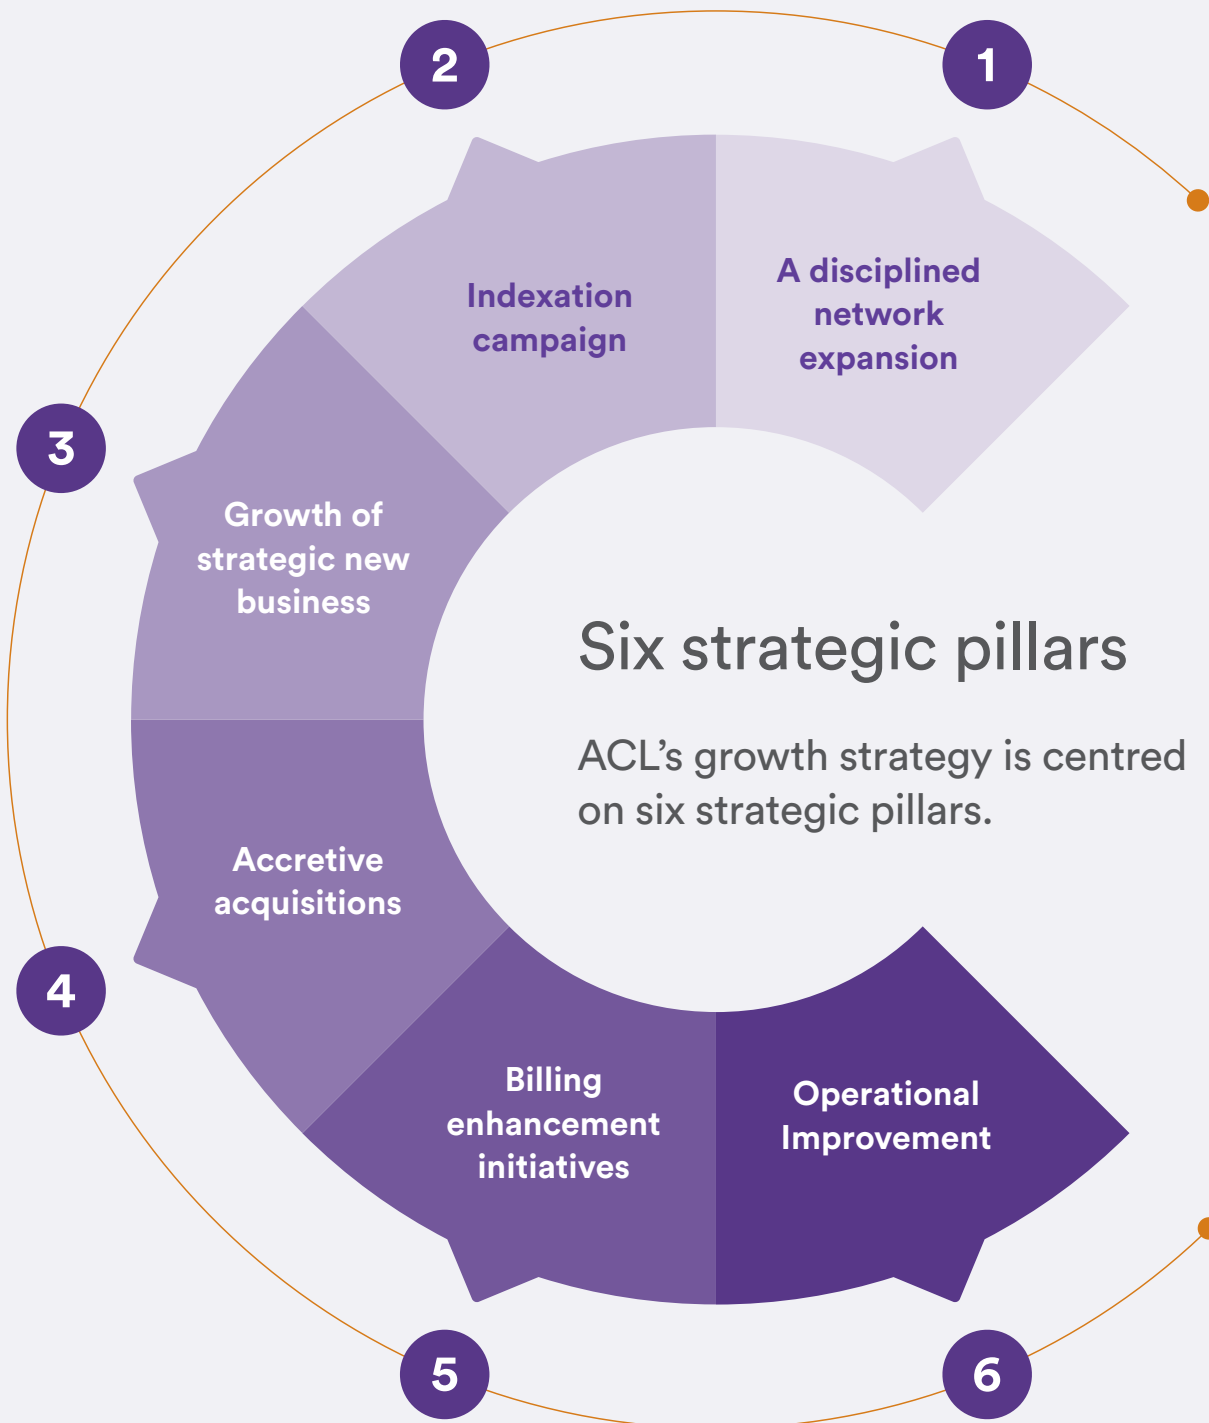 1
A disciplined
network
expansion
2
Indexation
campaign
3
Growth of
strategic new
business
4
Accretive
acquisitions
5
Billing
enhancement
initiatives
6
Operational
Improvement
Six strategic pillars
ACL’s growth strategy is centred
on six strategic pillars.